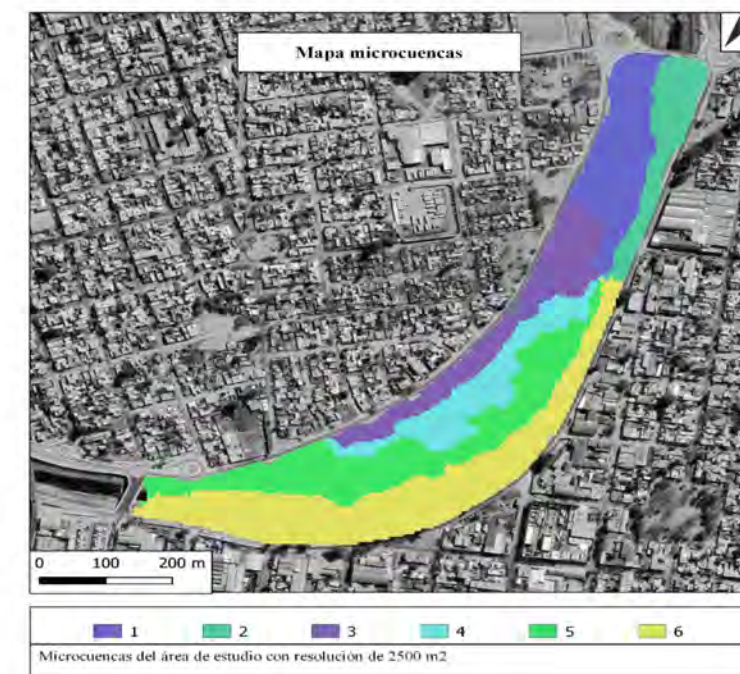 Mapa microcuencas
0 100 200 m
1 2 3 4 5 6
Microcuencas del área de estudio con resolución de 2500 m2